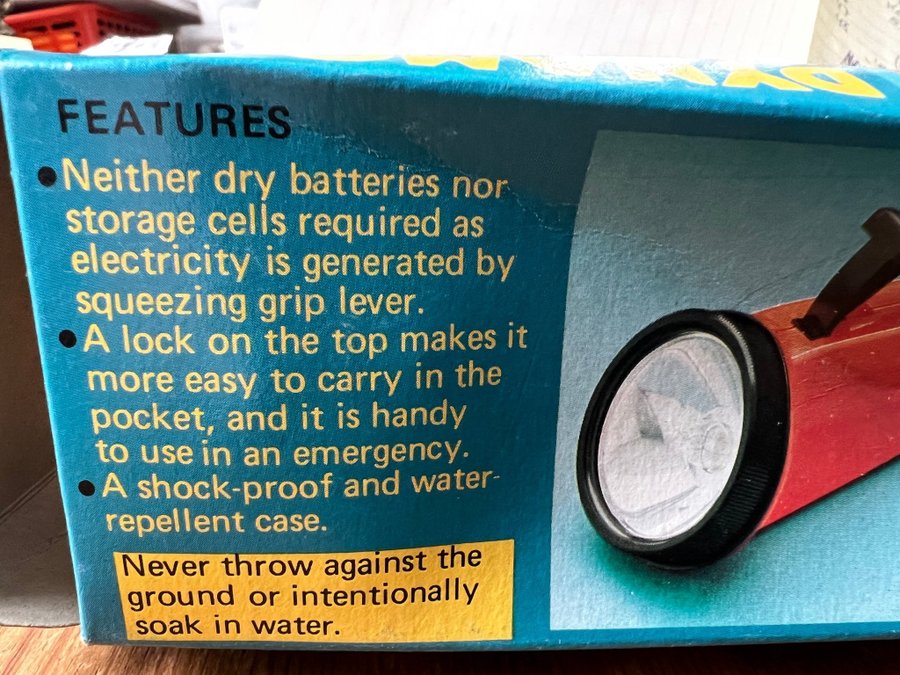 FEATURES
•Neither dry batteries nor
storage cells required as
electricity is generated by
squeezing grip lever.
•A lock on the top makes it
more easy to carry in the
pocket, and it is handy
to use in an emergency.
•A shock-proof and water-
repellent case.
Never throw against the
ground or intentionally
soak in water.